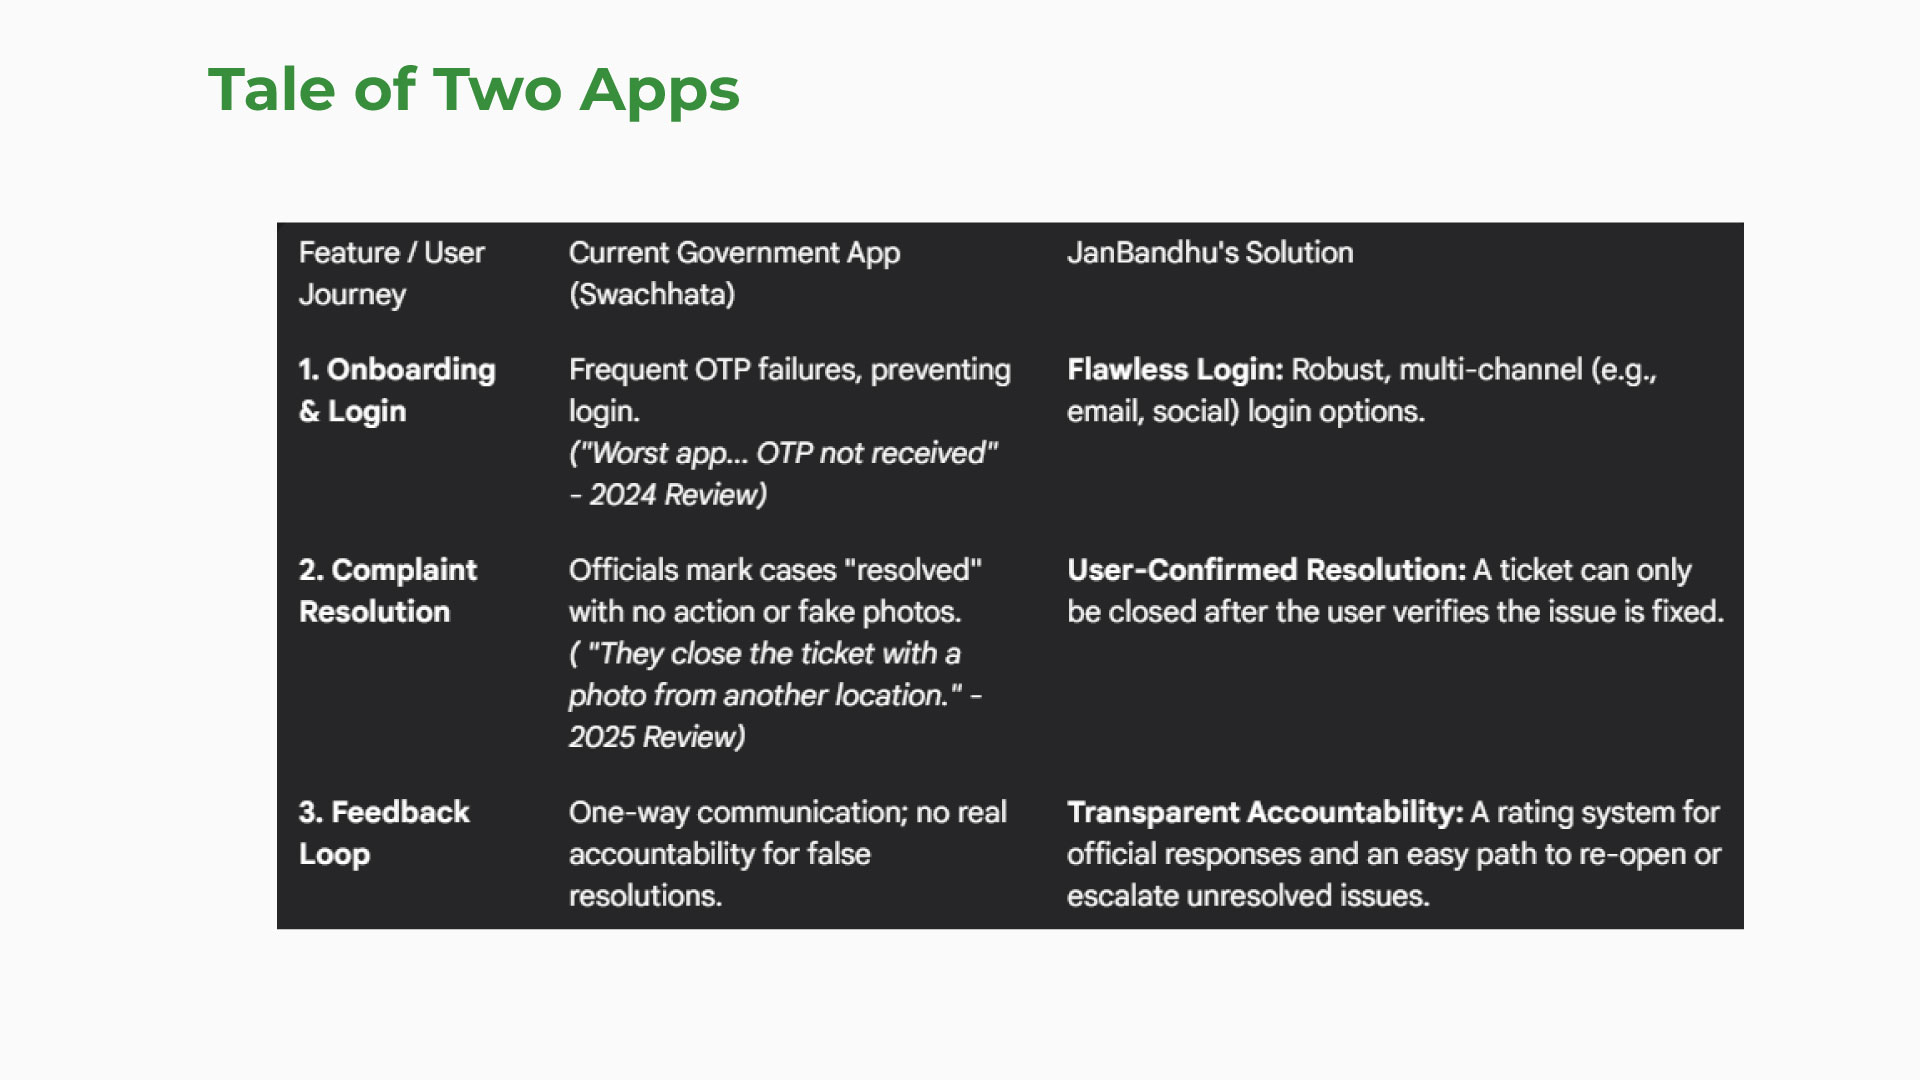 Tale of Two Apps
Feature / User
Journey
Current Government App
(Swachhata)
JanBandhu's Solution
1. Onboarding
& Login
Frequent OTP failures, preventing
login.
("Worst app... OTP not received"
- 2024 Review)
Flawless Login: Robust, multi-channel (e.g.,
email, social) login options.
2. Complaint
Resolution
Officials mark cases "resolved"
with no action or fake photos.
( "They close the ticket with a
photo from another location." -
2025 Review)
User-Confirmed Resolution: A ticket can only
be closed after the user verifies the issue is fixed.
3. Feedback
Loop
One-way communication; no real
accountability for false
resolutions.
Transparent Accountability: A rating system for
official responses and an easy path to re-open or
escalate unresolved issues.